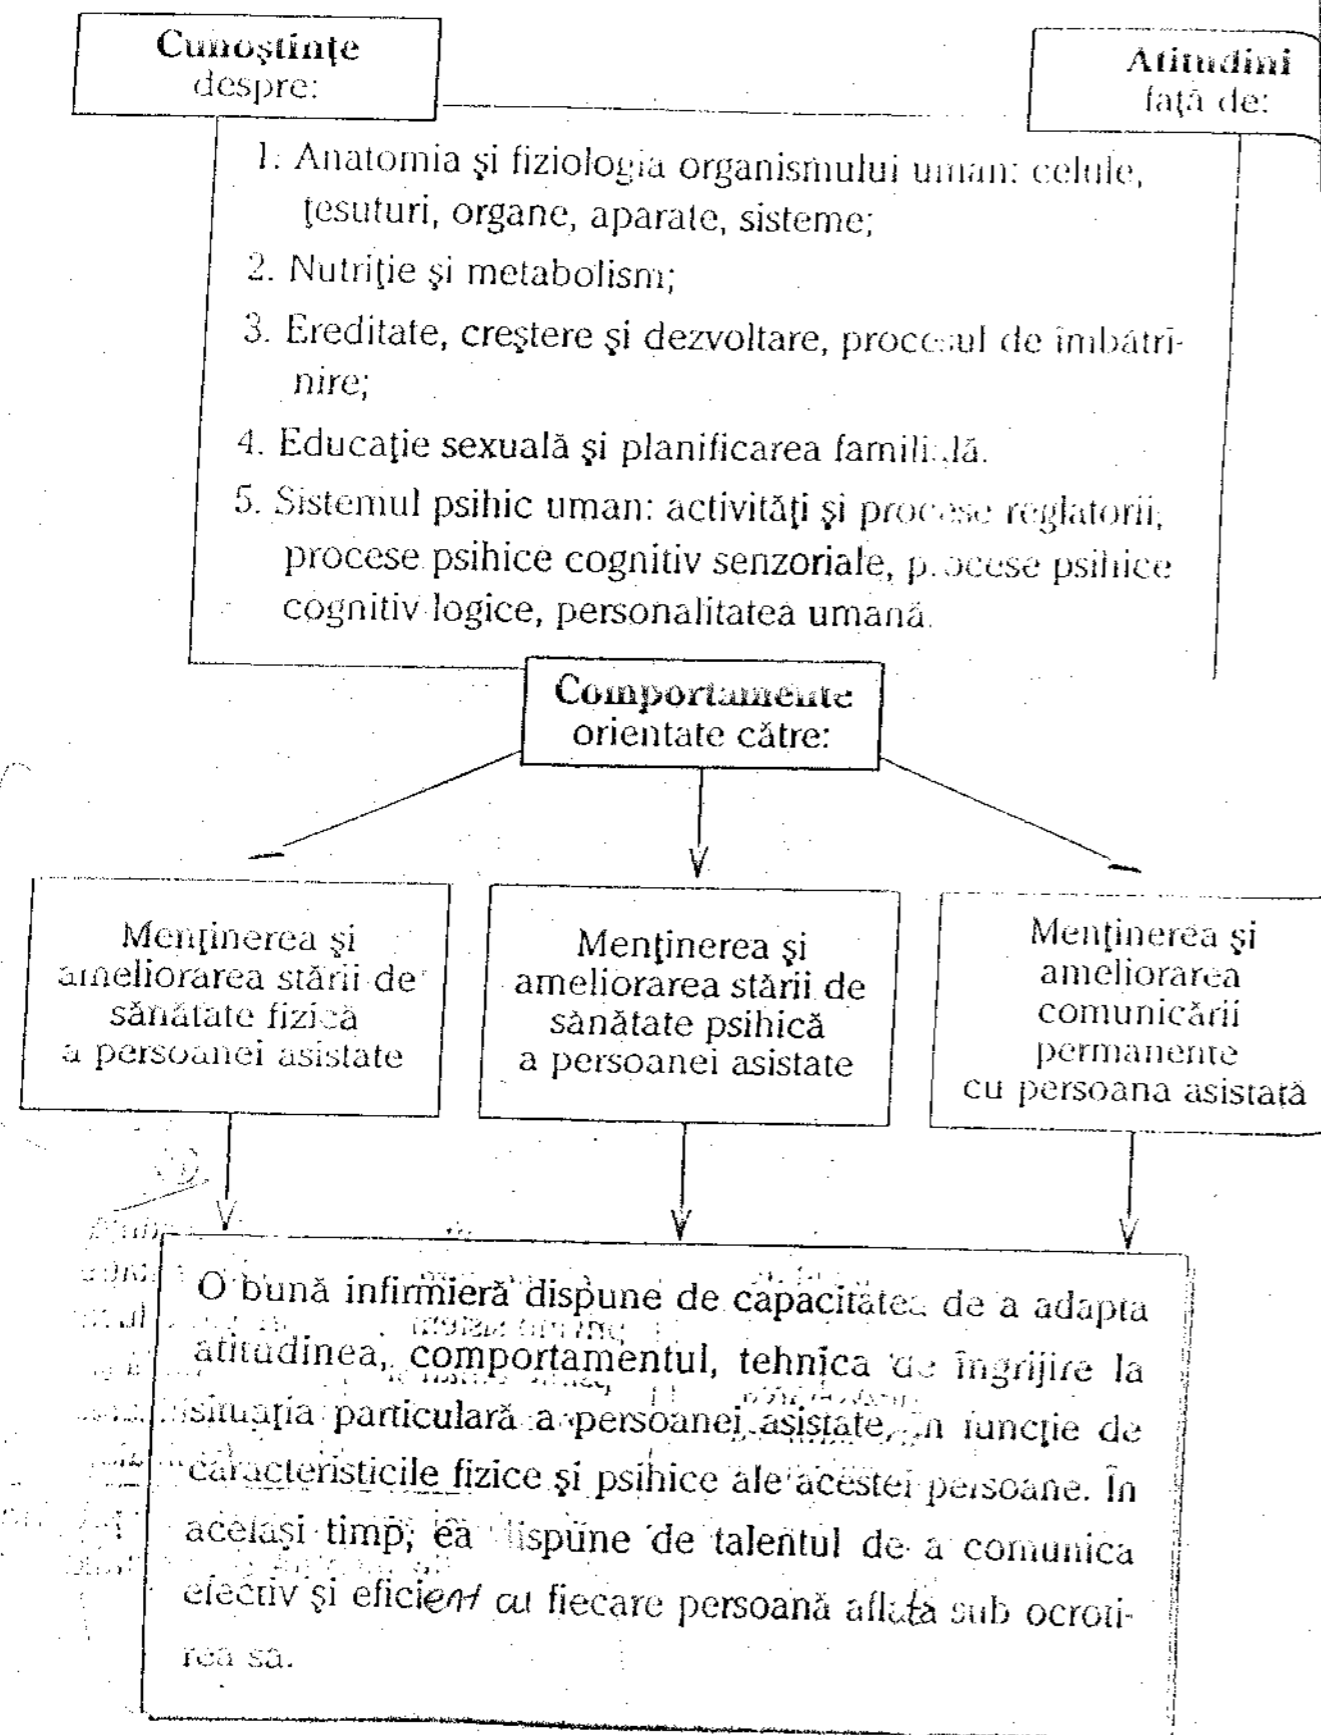 Cunoştinţe
despre:
Atitudini
faţă de:
1. Anatomia şi fiziologia organismului uman: celule,
ţesuturi, organe, aparate, sisteme;
2. Nutriţie şi metabolism;
3. Ereditate, creştere şi dezvoltare, procesul de îmbătrî-
nire;
4. Educaţie sexuală şi planificarea familială.
5. Sistemul psihic uman: activităţi şi procese reglatorii,
procese psihice cognitiv senzoriale, procese psihice
cognitiv logice, personalitatea umană.
Comportamente
orientate către:
Menţinerea şi
ameliorarea stării de
sănătate fizică
a persoanei asistate
Menţinerea şi
ameliorarea stării de
sănătate psihică
a persoanei asistate
Menţinerea şi
ameliorarea
comunicării
permanente
cu persoana asistată
O bună infirmieră dispune de capacitatea de a adapta
atitudinea, comportamentul, tehnica de îngrijire la
situaţia particulară a persoanei asistate, în funcţie de
caracteristicile fizice şi psihice ale acestei persoane. În
acelaşi timp, ea dispune de talentul de a comunica
efectiv şi eficient cu fiecare persoană aflată sub ocroti-
rea sa.